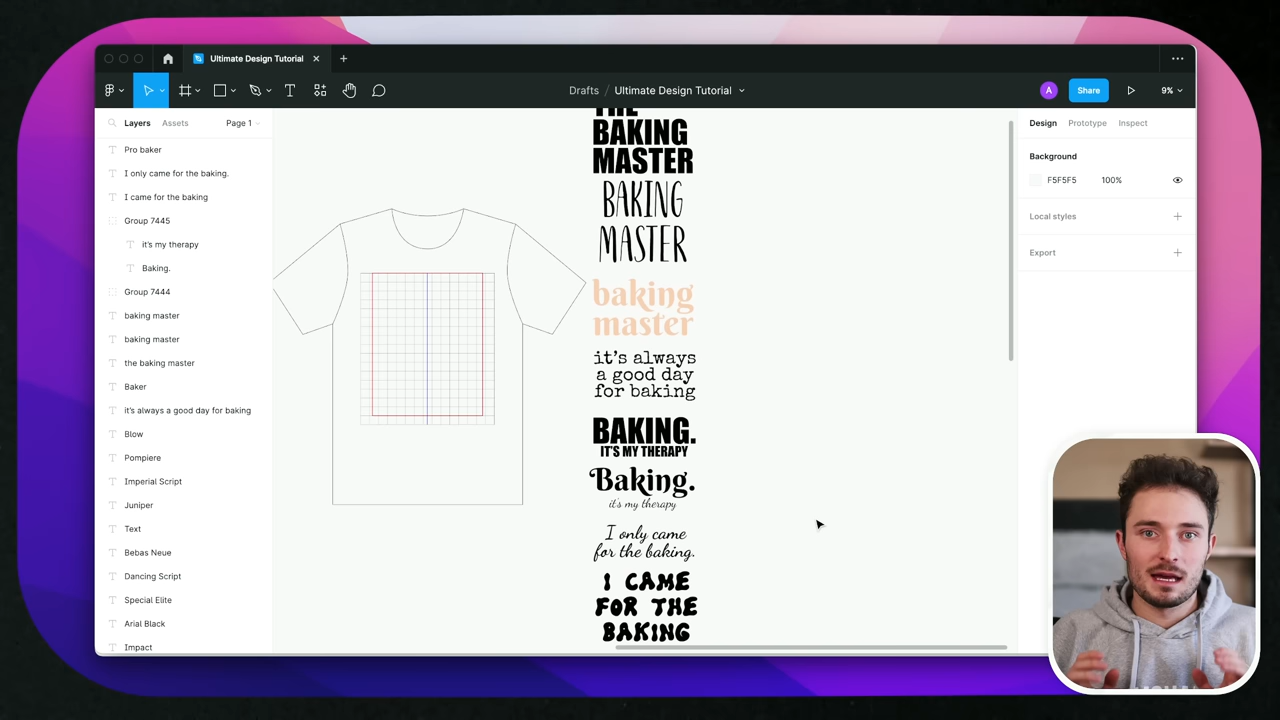 Ultimate Design Tutorial
Drafts / Ultimate Design Tutorial
A
Share
9%
Layers
Assets
Page 1
Pro baker
I only came for the baking.
I came for the baking
Group 7445
it's my therapy
Baking.
Group 7444
baking master
baking master
the baking master
Baker
it's always a good day for baking
Blow
Pompiere
Imperial Script
Juniper
Text
Bebas Neue
Dancing Script
Special Elite
Arial Black
Impact
THE
BAKING
MASTER
BAKING
MASTER
baking
master
it's always
a good day
for baking
BAKING.
IT'S MY THERAPY
Baking.
it's my therapy
I only came
for the baking.
I CAME
FOR THE
BAKING
Design
Prototype
Inspect
Background
F5F5F5
100%
Local styles
Export